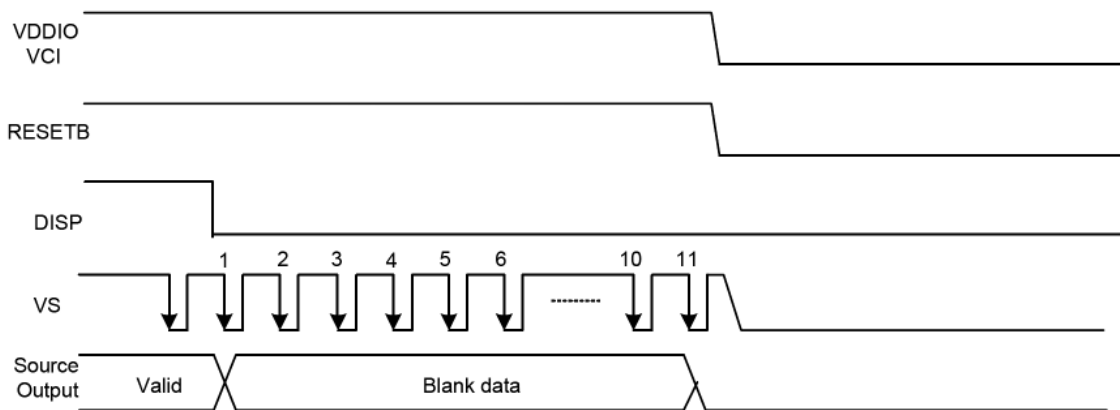 VDDIO
VCI
RESETB
DISP
1 2 3 4 5 6 10 11
VS
Source
Output
Valid
Blank data